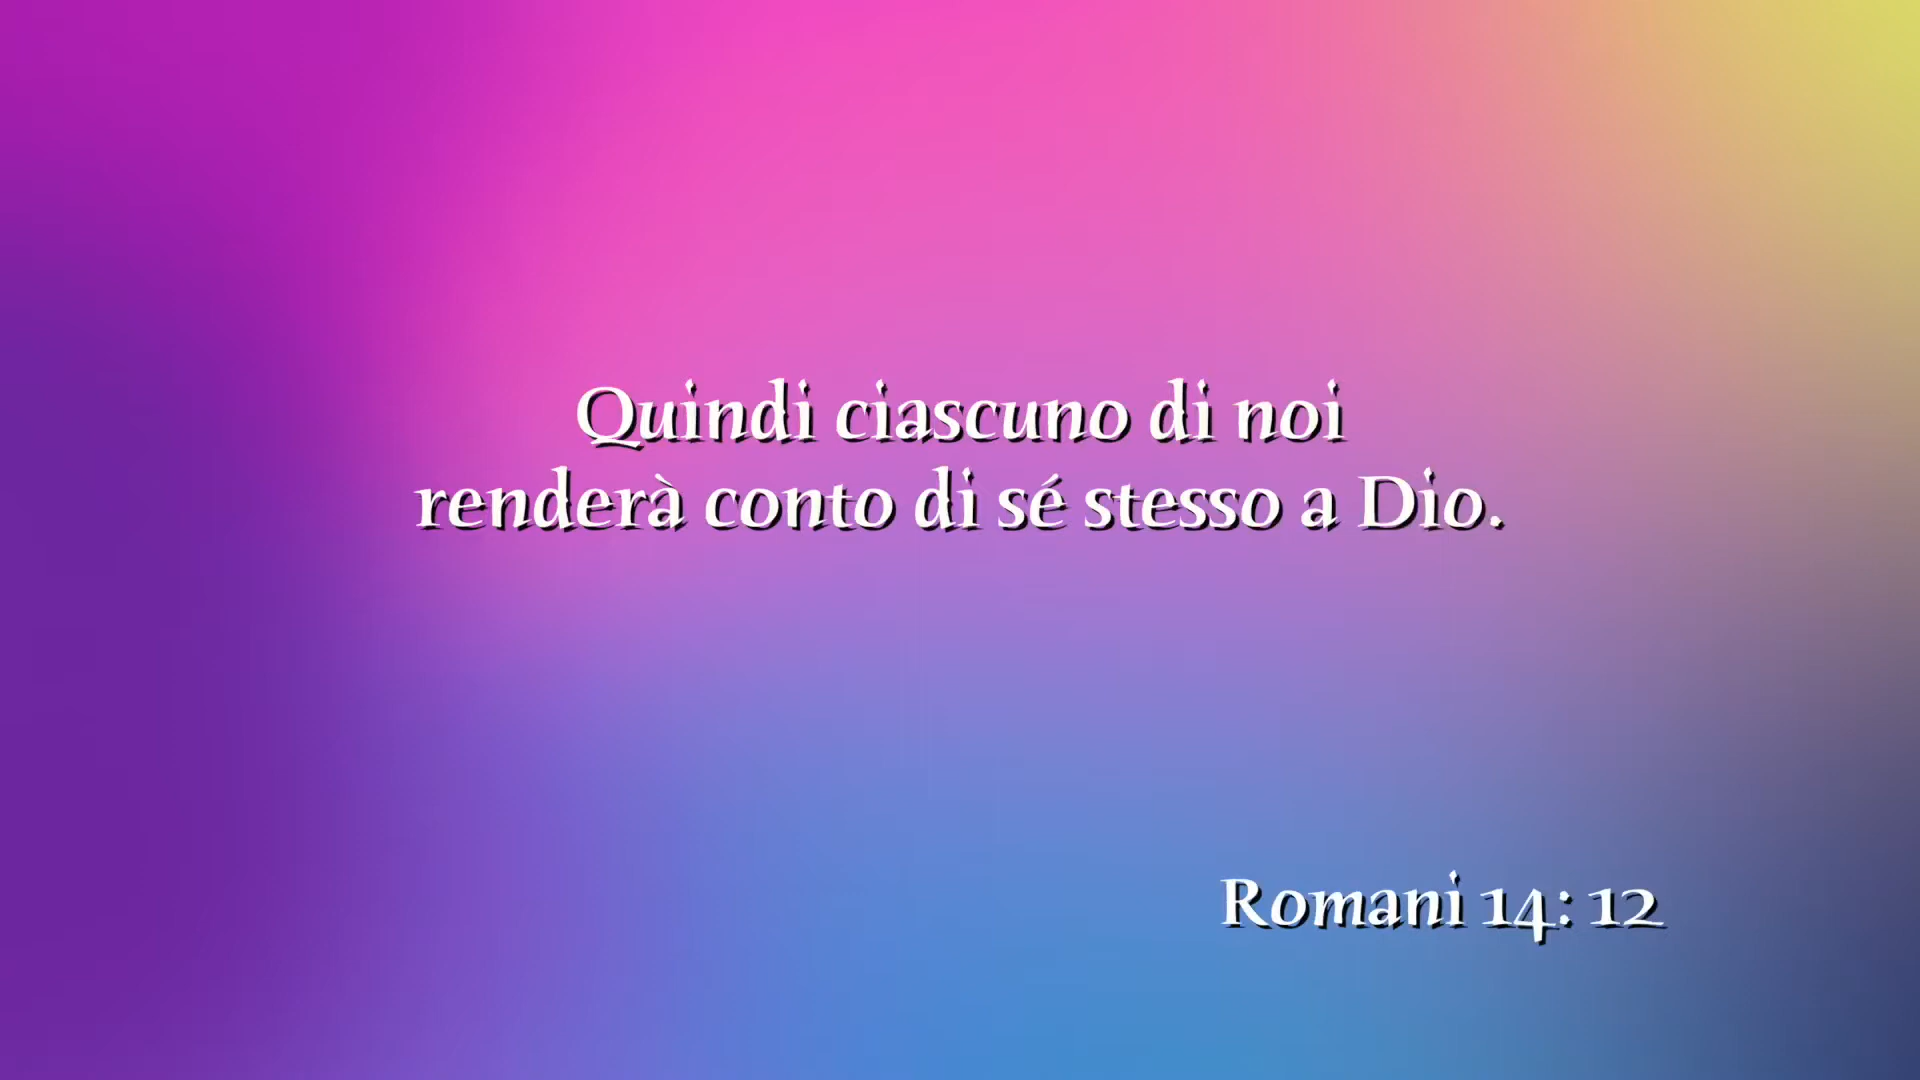 Quindi ciascuno di noi
renderà conto di sé stesso a Dio.
Romani 14: 12